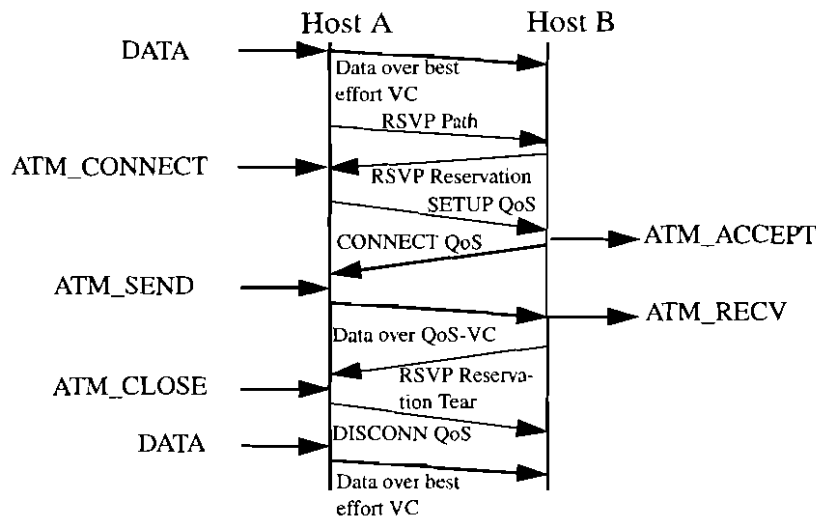 Host A
Host B
DATA
Data over best
effort VC
RSVP Path
ATM_CONNECT
RSVP Reservation
SETUP QoS
CONNECT QoS
ATM_ACCEPT
ATM_SEND
ATM_RECV
Data over QoS-VC
ATM_CLOSE
RSVP Reserva-
tion Tear
DATA
DISCONN QoS
Data over best
effort VC